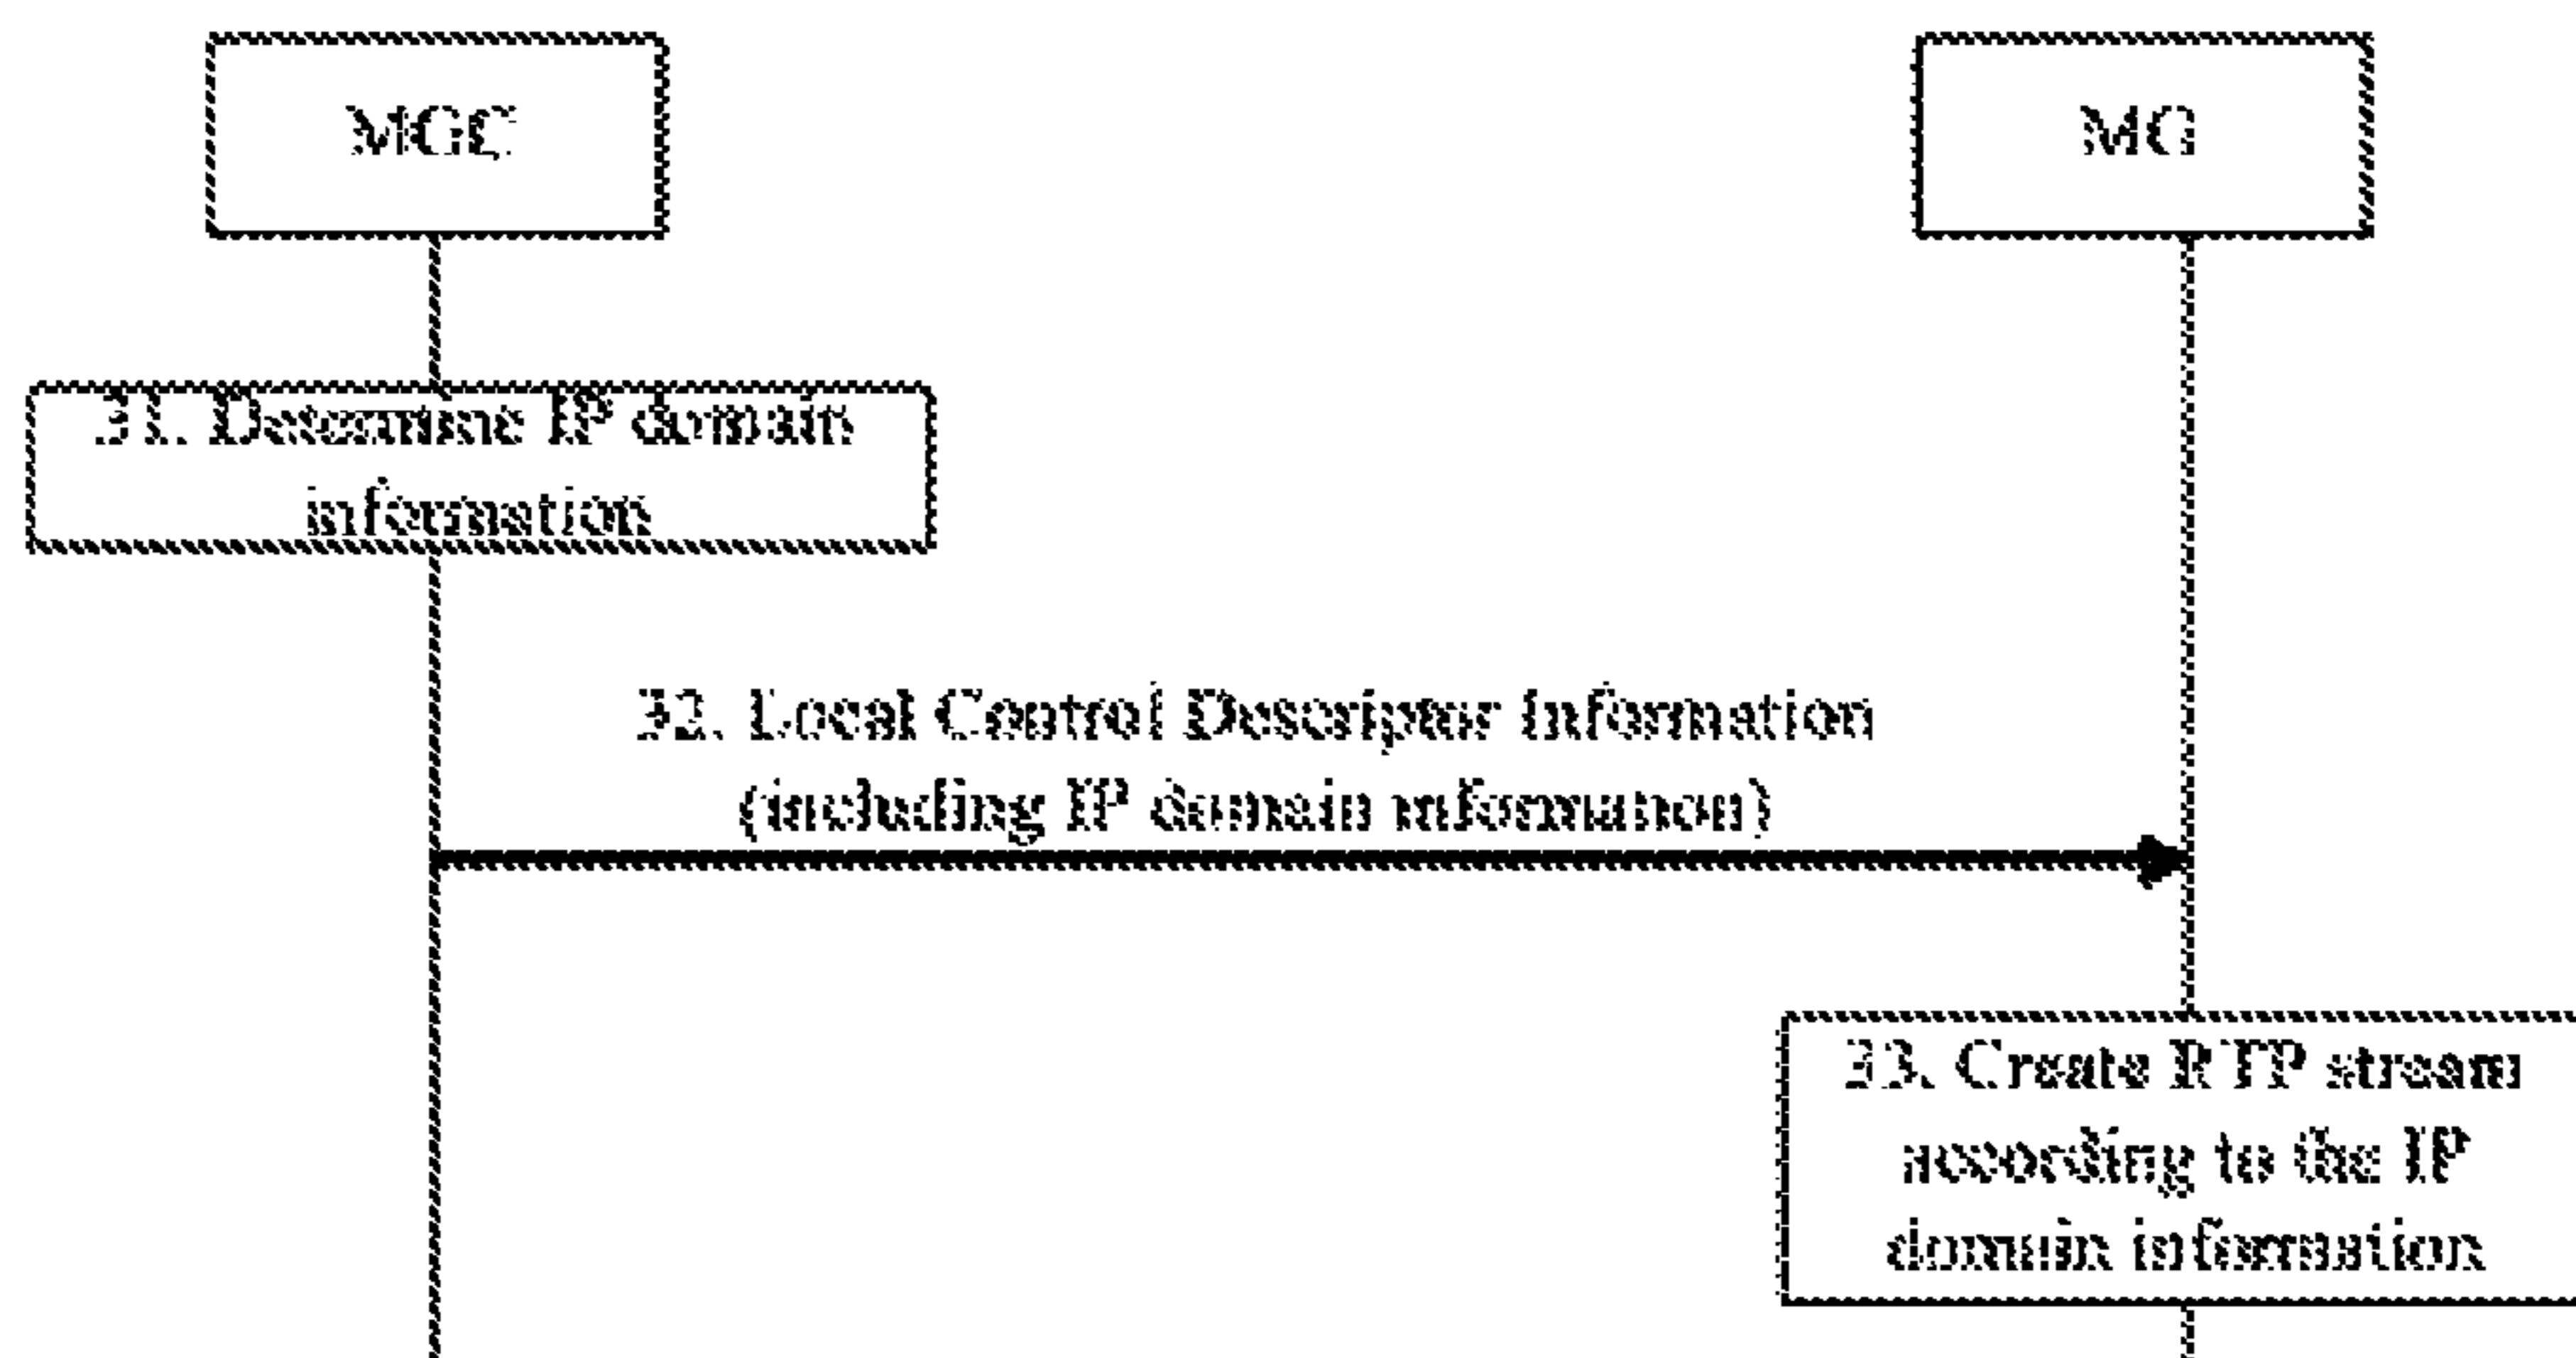 MGC
MG
31. Determine IP domain
information
32. Local Control Descriptor Information
(including IP domain information)
33. Create RTP stream
according to the IP
domain information